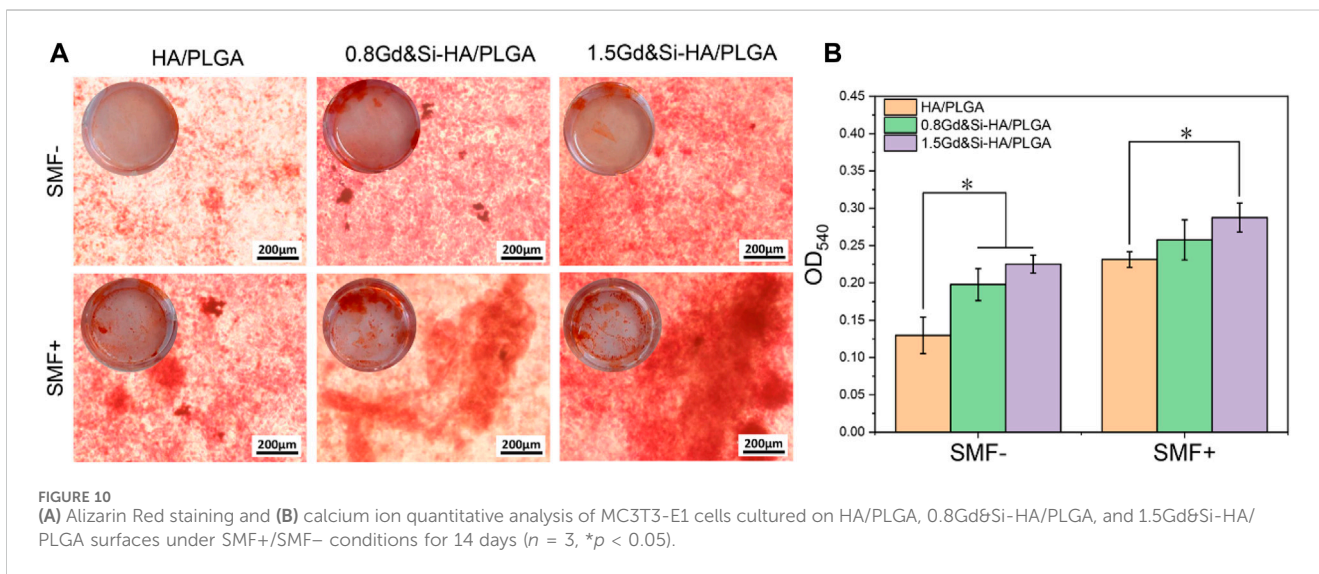 A
HA/PLGA
0.8Gd&Si-HA/PLGA
1.5Gd&Si-HA/PLGA
SMF-
200μm
200μm
200μm
SMF+
200μm
200μm
200μm
B
HA/PLGA
0.8Gd&Si-HA/PLGA
1.5Gd&Si-HA/PLGA
*
*
OD540
0.45
0.40
0.35
0.30
0.25
0.20
0.15
0.10
0.05
0.00
SMF-
SMF+
FIGURE 10
(A) Alizarin Red staining and (B) calcium ion quantitative analysis of MC3T3-E1 cells cultured on HA/PLGA, 0.8Gd&Si-HA/PLGA, and 1.5Gd&Si-HA/
PLGA surfaces under SMF+/SMF− conditions for 14 days (n = 3, *p < 0.05).